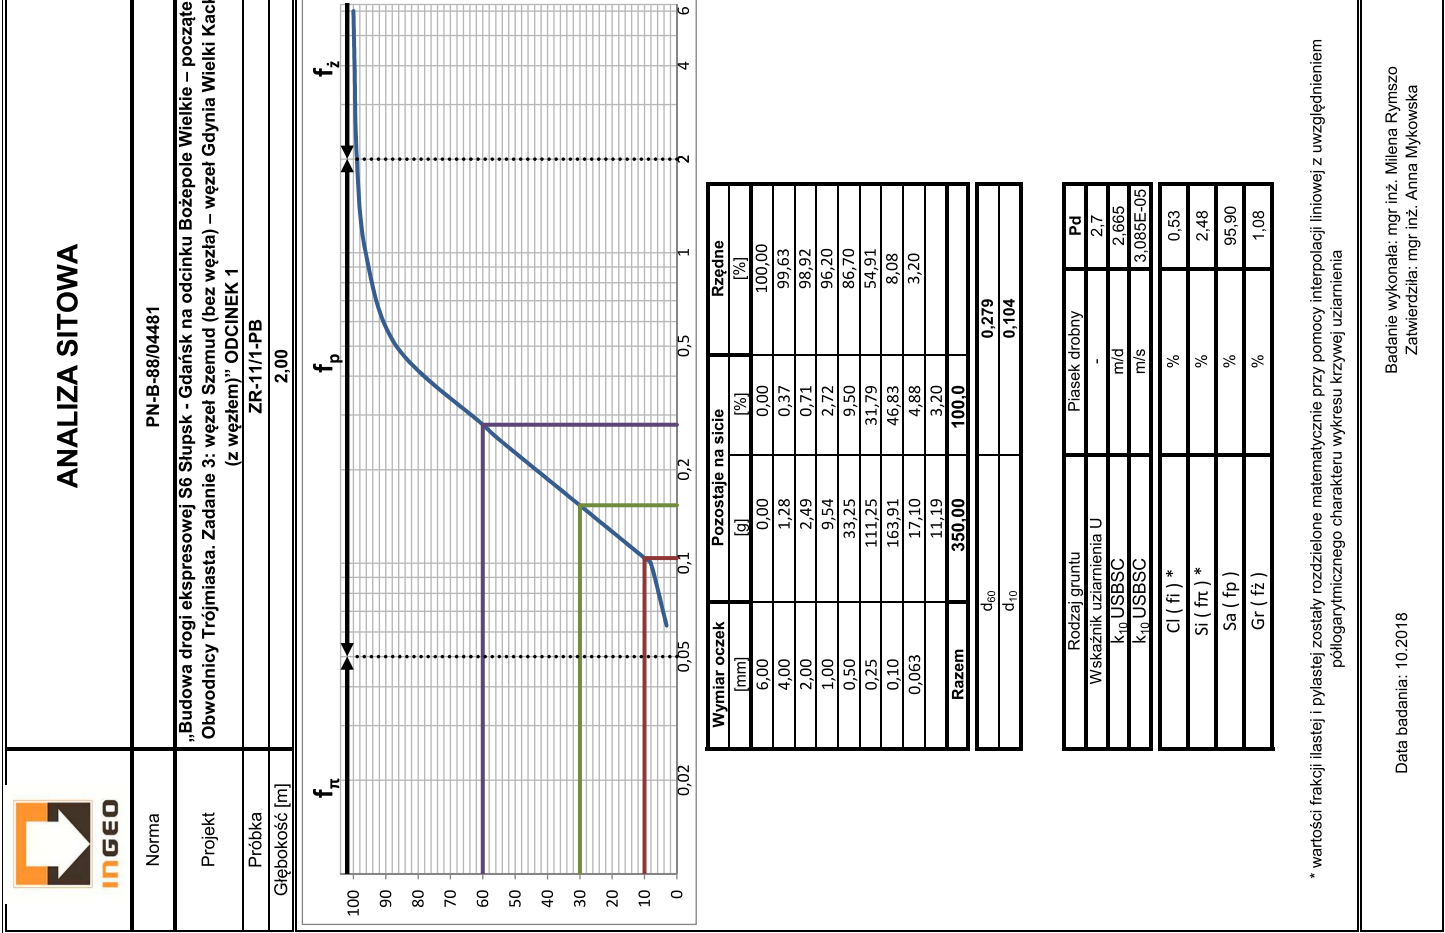 ANALIZA SITOWA
inGEO
Norma PN-B-88/04481
Projekt „Budowa drogi ekspresowej S6 Słupsk - Gdańsk na odcinku Bożepole Wielkie – począte
Obwodnicy Trójmiasta. Zadanie 3: węzeł Szemud (bez węzła) – węzeł Gdynia Wielki Kack
(z węzłem)” ODCINEK 1
Próbka ZR-11/1-PB
Głębokość [m] 2,00
fπ fp fż
100
90
80
70
60
50
40
30
20
10
0
0,02 0,05 0,1 0,2 0,5 1 2 4 6
Wymiar oczek Pozostaje na sicie Rzędne
[mm] [g] [%] [%]
6,00 0,00 0,00 100,00
4,00 1,28 0,37 99,63
2,00 2,49 0,71 98,92
1,00 9,54 2,72 96,20
0,50 33,25 9,50 86,70
0,25 111,25 31,79 54,91
0,10 163,91 46,83 8,08
0,063 17,10 4,88 3,20
11,19 3,20
Razem 350,00 100,0
d60 0,279
d10 0,104
Rodzaj gruntu Piasek drobny Pd
Wskaźnik uziarnienia U - 2,7
k10 USBSC m/d 2,665
k10 USBSC m/s 3,085E-05
Cl ( fi ) * % 0,53
Si ( fπ ) * % 2,48
Sa ( fp ) % 95,90
Gr ( fż ) % 1,08
* wartości frakcji ilastej i pylastej zostały rozdzielone matematycznie przy pomocy interpolacji liniowej z uwzględnieniem
półlogarytmicznego charakteru wykresu krzywej uziarnienia
Data badania: 10.2018
Badanie wykonała: mgr inż. Milena Rymszo
Zatwierdziła: mgr inż. Anna Mykowska